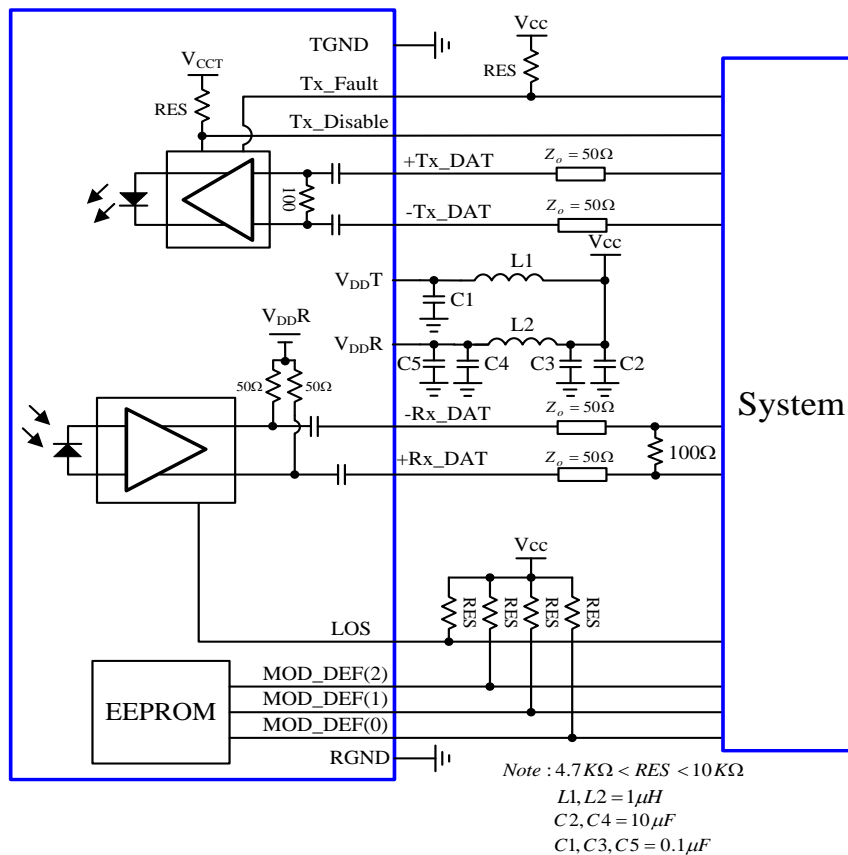 TGND
Vcc
V_CCT
RES
RES
Tx_Fault
Tx_Disable
+Tx_DAT
Z_o = 50Ω
100
-Tx_DAT
Z_o = 50Ω
Vcc
L1
V_DDT
C1
V_DDR
L2
V_DDR
C5
C4
C3
C2
50Ω
50Ω
-Rx_DAT
Z_o = 50Ω
System
+Rx_DAT
Z_o = 50Ω
100Ω
Vcc
RES
RES
RES
RES
LOS
MOD_DEF(2)
EEPROM
MOD_DEF(1)
MOD_DEF(0)
RGND
Note : 4.7KΩ < RES < 10KΩ
L1, L2 = 1μH
C2, C4 = 10μF
C1, C3, C5 = 0.1μF